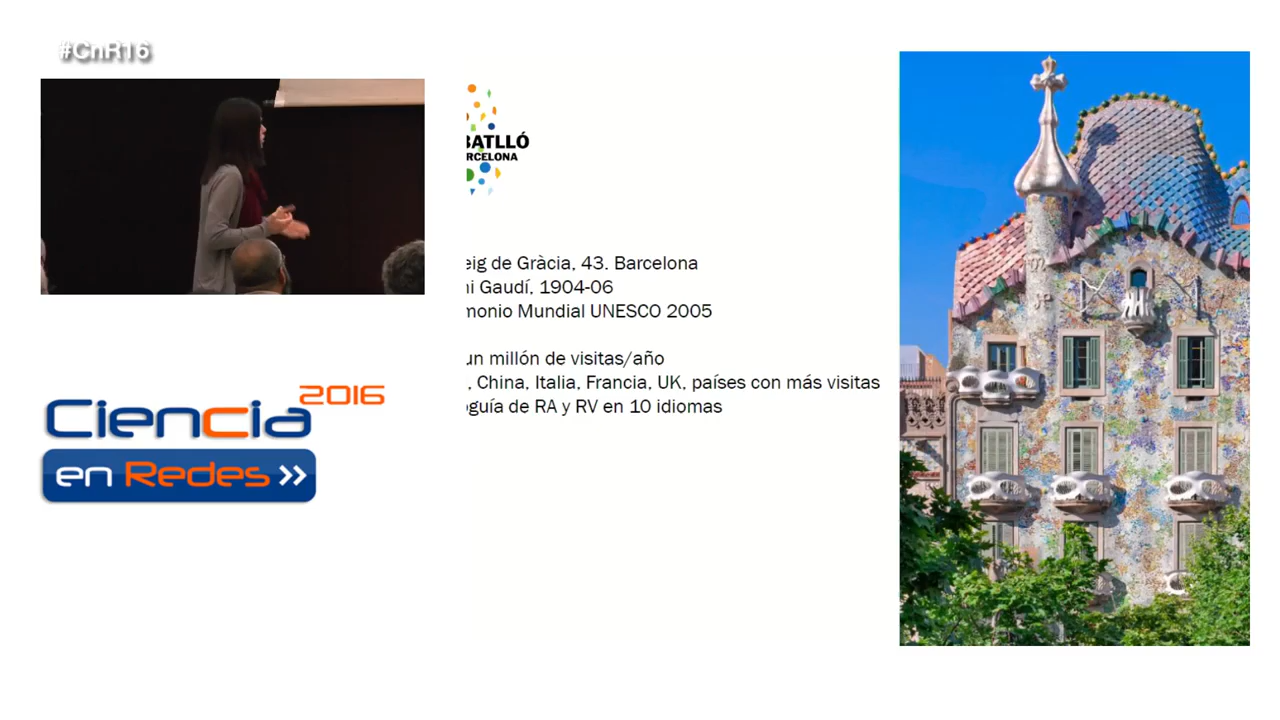 #CnR16
BATLLÓ
RCELONA
eig de Gràcia, 43. Barcelona
ni Gaudí, 1904-06
monio Mundial UNESCO 2005
un millón de visitas/año
, China, Italia, Francia, UK, países con más visitas
guía de RA y RV en 10 idiomas
2016
Ciencia
en Redes »